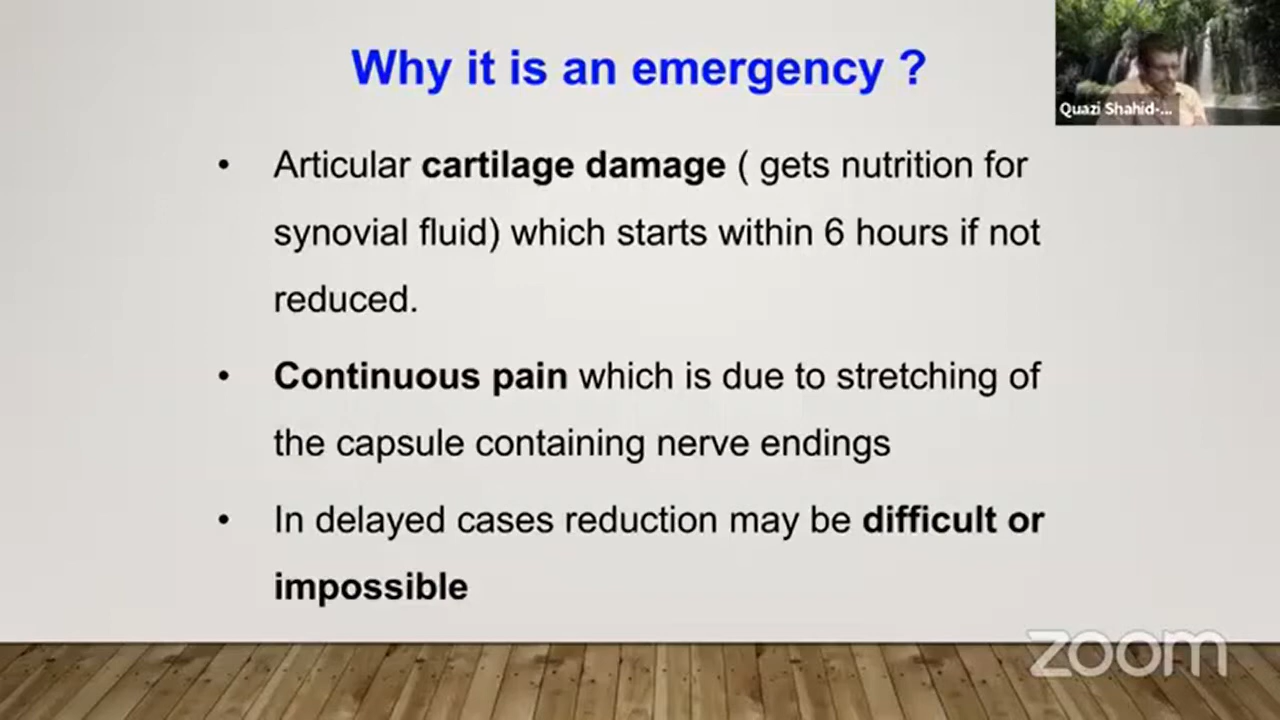 Why it is an emergency ?
Quazi Shahid-...
• Articular cartilage damage ( gets nutrition for
synovial fluid) which starts within 6 hours if not
reduced.
• Continuous pain which is due to stretching of
the capsule containing nerve endings
• In delayed cases reduction may be difficult or
impossible
zoom